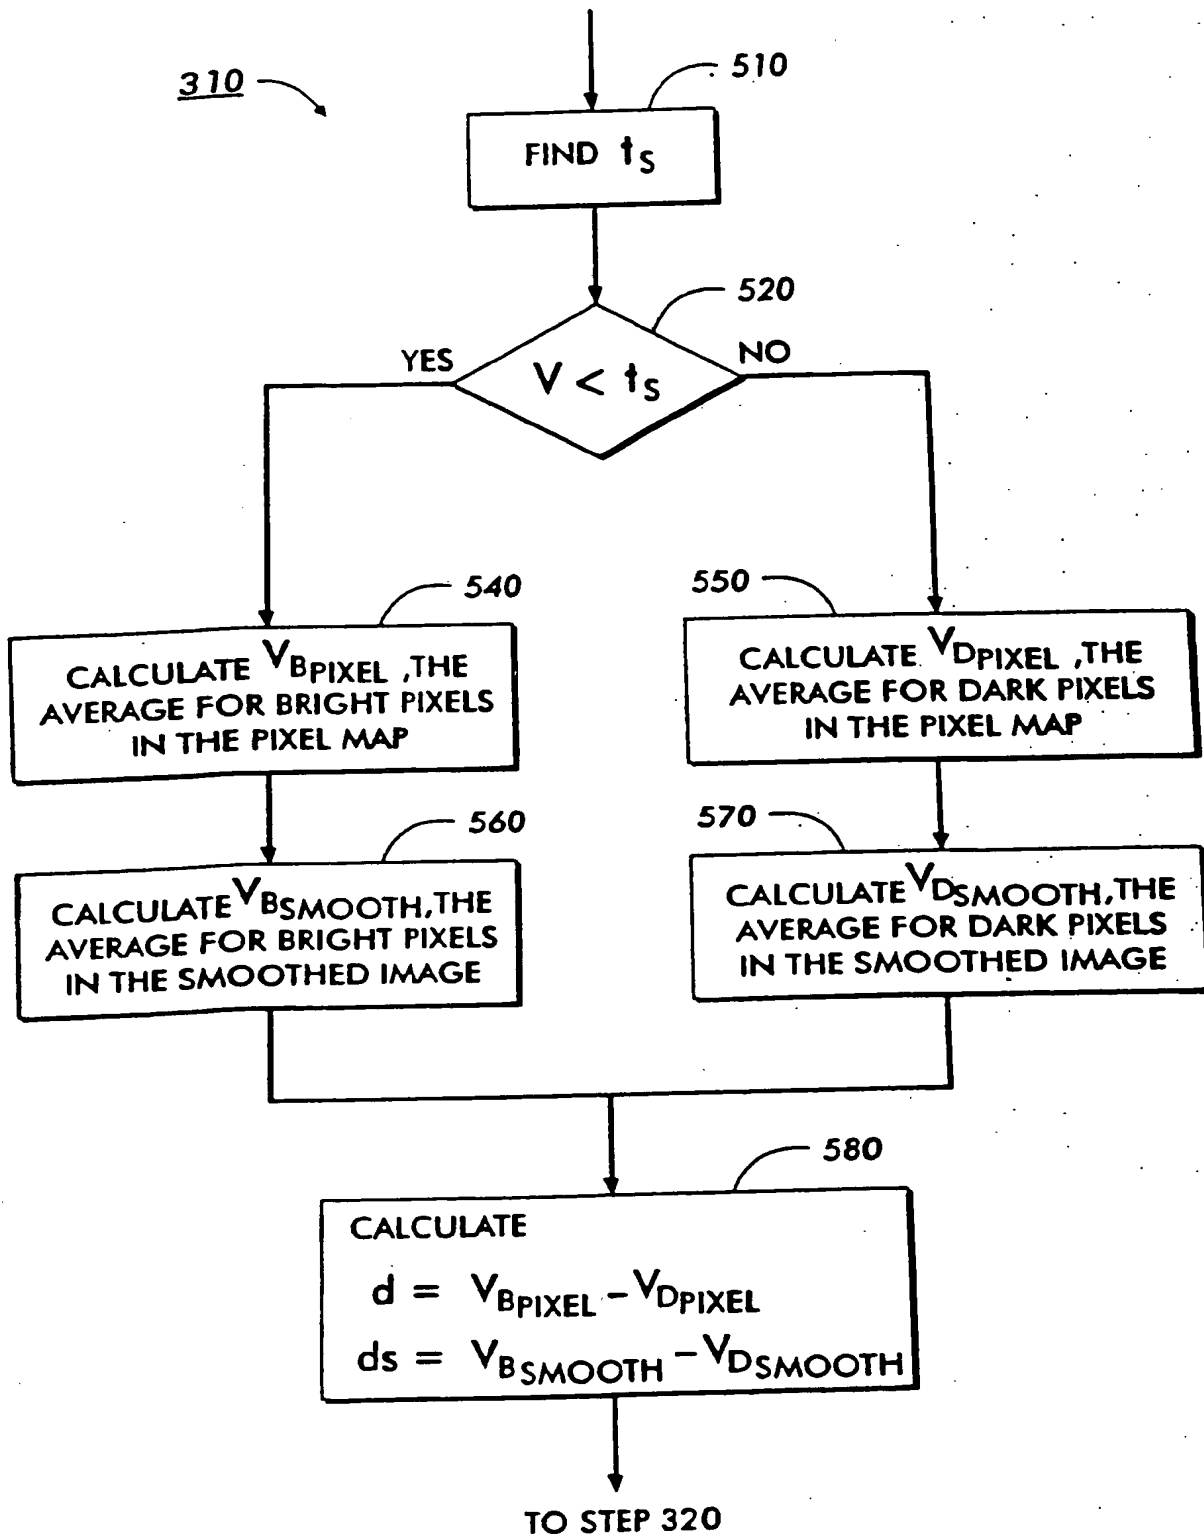 310
510
FIND tS
520
YES
NO
V < tS
540
550
CALCULATE VBPIXEL ,THE
AVERAGE FOR BRIGHT PIXELS
IN THE PIXEL MAP
CALCULATE VDPIXEL ,THE
AVERAGE FOR DARK PIXELS
IN THE PIXEL MAP
560
570
CALCULATE VBSMOOTH,THE
AVERAGE FOR BRIGHT PIXELS
IN THE SMOOTHED IMAGE
CALCULATE VDSMOOTH,THE
AVERAGE FOR DARK PIXELS
IN THE SMOOTHED IMAGE
580
CALCULATE
d = VBPIXEL – VDPIXEL
ds = VBSMOOTH – VDSMOOTH
TO STEP 320